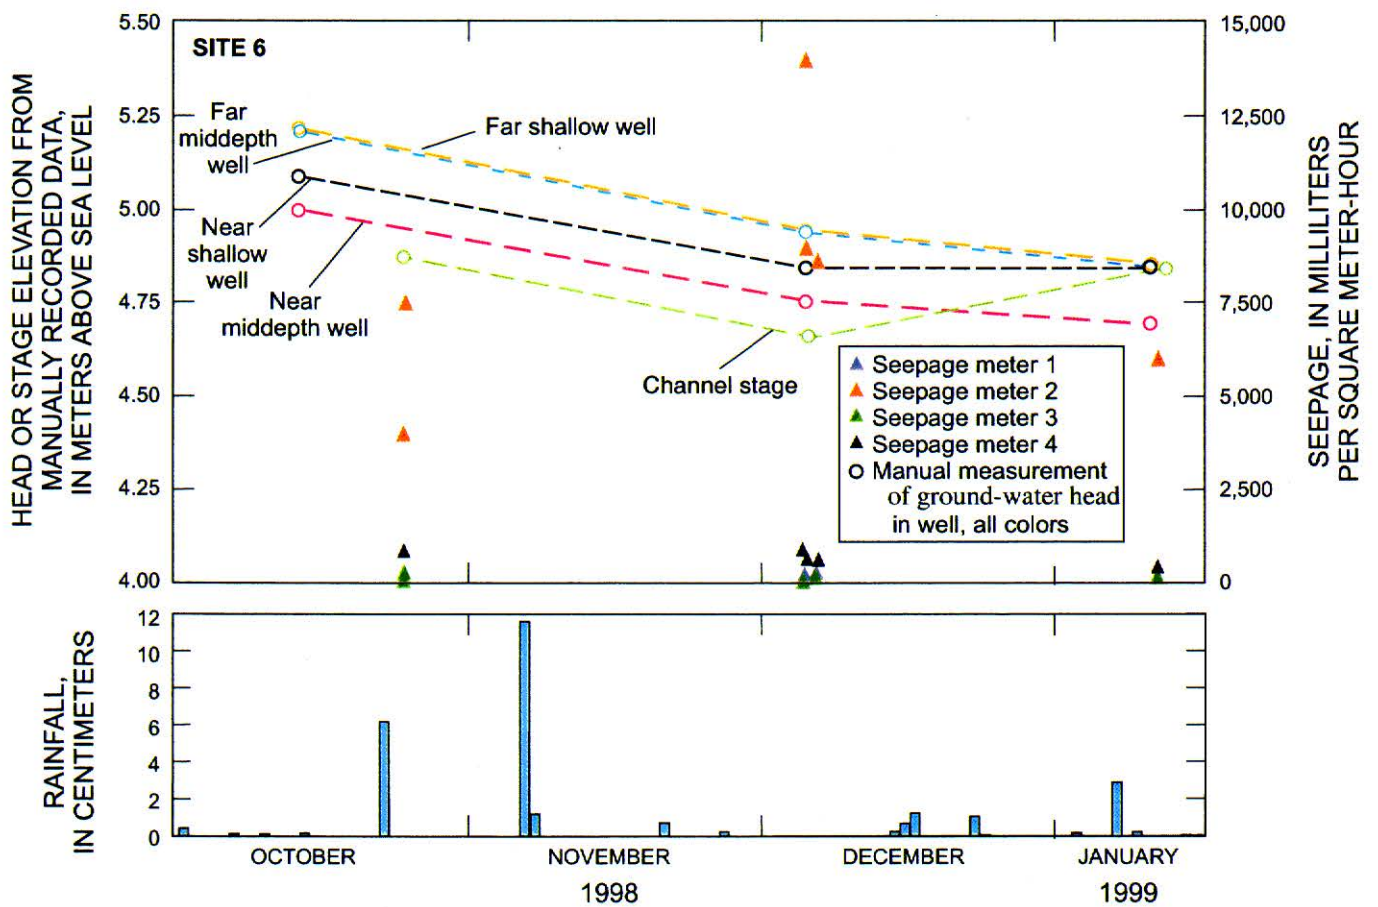 HEAD OR STAGE ELEVATION FROM
MANUALLY RECORDED DATA,
IN METERS ABOVE SEA LEVEL
5.50
5.25
5.00
4.75
4.50
4.25
4.00
SITE 6
Far
middepth
well
Far shallow well
Near
shallow
well
Near
middepth well
Channel stage
Seepage meter 1
Seepage meter 2
Seepage meter 3
Seepage meter 4
Manual measurement
of ground-water head
in well, all colors
15,000
12,500
10,000
7,500
5,000
2,500
0
SEEPAGE, IN MILLILITERS
PER SQUARE METER-HOUR
RAINFALL,
IN CENTIMETERS
12
10
8
6
4
2
0
OCTOBER NOVEMBER DECEMBER JANUARY
1998 1999